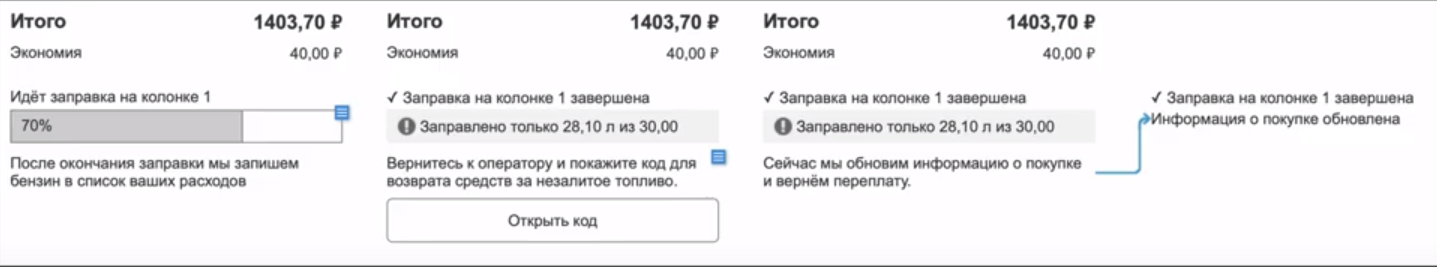 Итого 1403,70 ₽
Экономия 40,00 ₽
Идёт заправка на колонке 1
70%
После окончания заправки мы запишем
бензин в список ваших расходов
Итого 1403,70 ₽
Экономия 40,00 ₽
✓ Заправка на колонке 1 завершена
Заправлено только 28,10 л из 30,00
Вернитесь к оператору и покажите код для
возврата средств за незалитое топливо.
Открыть код
Итого 1403,70 ₽
Экономия 40,00 ₽
✓ Заправка на колонке 1 завершена
Заправлено только 28,10 л из 30,00
Сейчас мы обновим информацию о покупке
и вернём переплату.
✓ Заправка на колонке 1 завершена
Информация о покупке обновлена